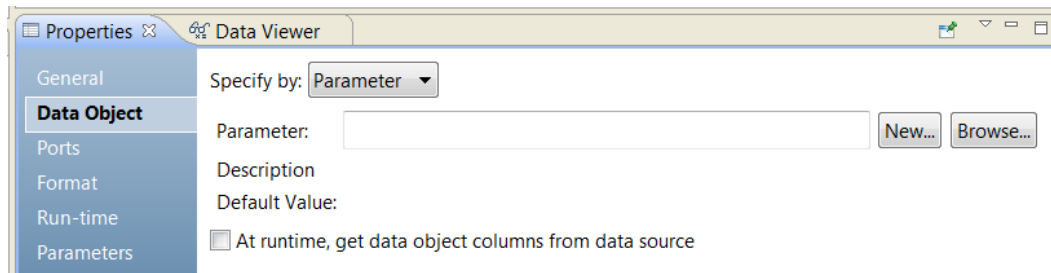 Properties Data Viewer
General
Data Object
Ports
Format
Run-time
Parameters
Specify by: Parameter
Parameter: New... Browse...
Description
Default Value:
At runtime, get data object columns from data source